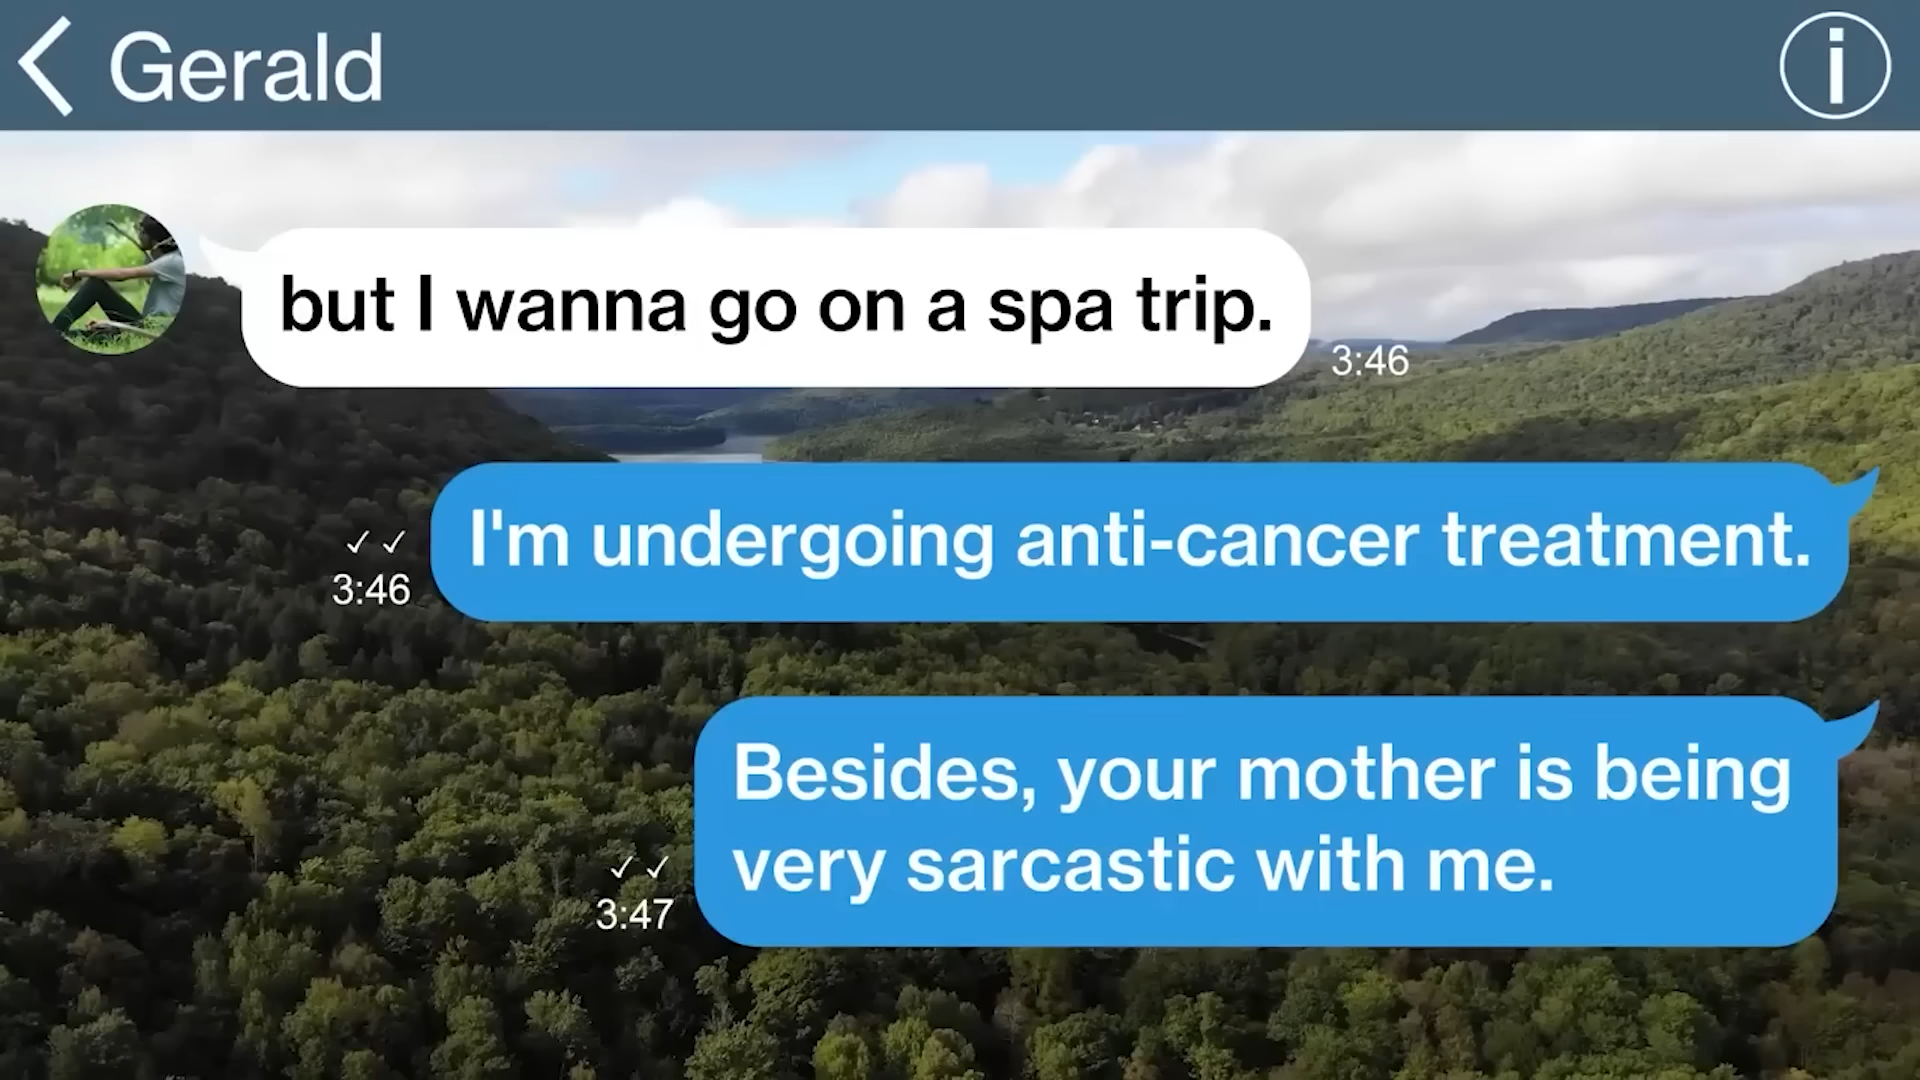 Gerald
but I wanna go on a spa trip.
3:46
I'm undergoing anti-cancer treatment.
3:46
Besides, your mother is being
very sarcastic with me.
3:47